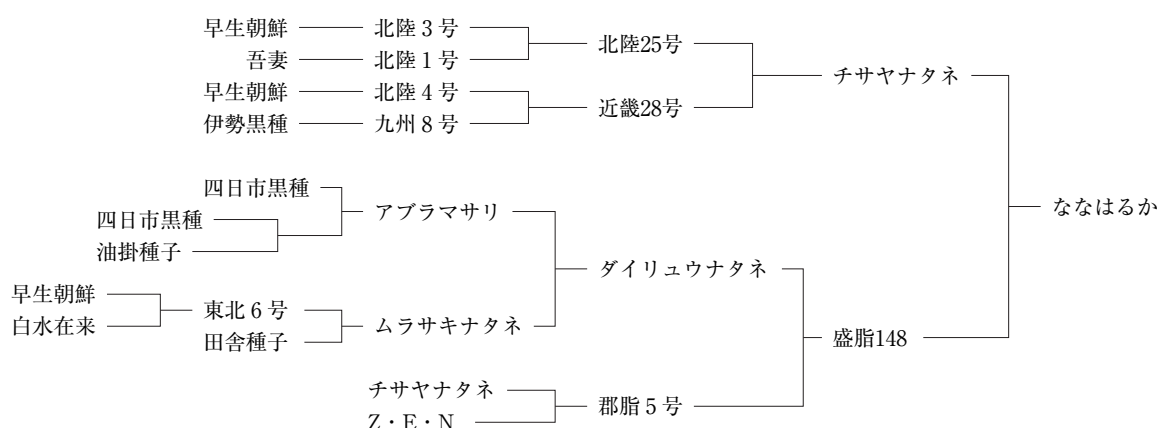 早生朝鮮 北陸3号
北陸25号
吾妻 北陸1号
チサヤナタネ
早生朝鮮 北陸4号
近畿28号
伊勢黒種 九州8号
四日市黒種
アブラマサリ
四日市黒種
油掛種子
ななはるか
ダイリュウナタネ
早生朝鮮
東北6号
白水在来
ムラサキナタネ
田舎種子
盛脂148
チサヤナタネ
郡脂5号
Z・E・N